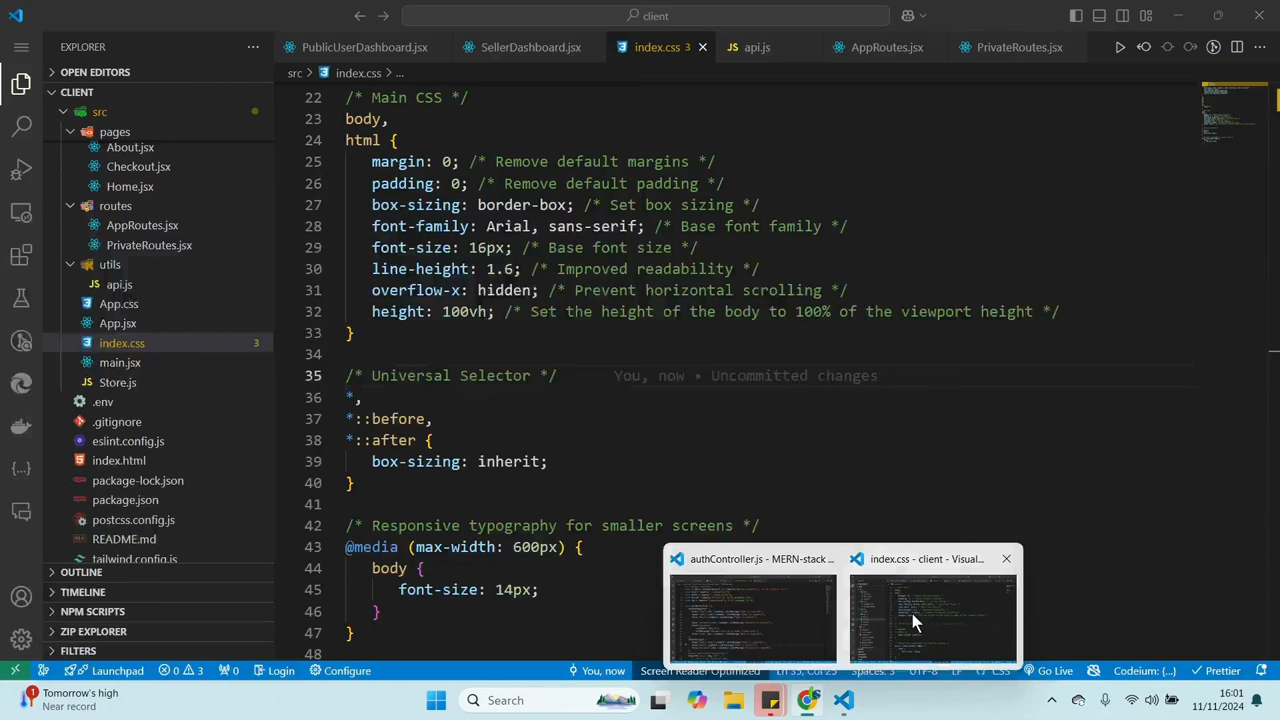 client
EXPLORER
PublicUserDashboard.jsx
SellerDashboard.jsx
index.css 3
api.js
AppRoutes.jsx
PrivateRoutes.jsx
src > index.css > ...
OPEN EDITORS
CLIENT
src
pages
About.jsx
Checkout.jsx
Home.jsx
routes
AppRoutes.jsx
PrivateRoutes.jsx
utils
api.js
App.css
App.jsx
index.css 3
main.jsx
Store.js
.env
.gitignore
eslint.config.js
index.html
package-lock.json
package.json
postcss.config.js
README.md
tailwind.config.js
OUTLINE
TIMELINE
NPM SCRIPTS
22 /* Main CSS */
23 body,
24 html {
25 margin: 0; /* Remove default margins */
26 padding: 0; /* Remove default padding */
27 box-sizing: border-box; /* Set box sizing */
28 font-family: Arial, sans-serif; /* Base font family */
29 font-size: 16px; /* Base font size */
30 line-height: 1.6; /* Improved readability */
31 overflow-x: hidden; /* Prevent horizontal scrolling */
32 height: 100vh; /* Set the height of the body to 100% of the viewport height */
33 }
34
35 /* Universal Selector */ You, now • Uncommitted changes
36 *,
37 *::before,
38 *::after {
39 box-sizing: inherit;
40 }
41
42 /* Responsive typography for smaller screens */
43 @media (max-width: 600px) {
44 body {
45 font-size:
46 }
47 }
48
authController.js - MERN-stack ...
index.css - client - Visual...
Login
Configure
You, now
Screen Reader Optimized
CSS
Go Live
Prettier
Tomorrow's high
Near record
Search
16:01
11/11/2024